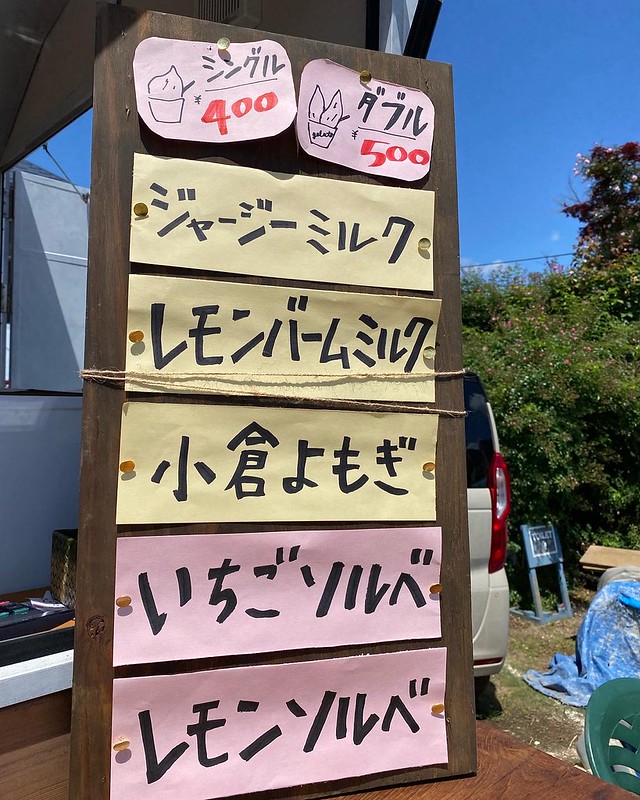 シングル
¥400
ダブル
gelato
¥500
ジャージーミルク
レモンバームミルク
小倉よもぎ
いちごソルベ
レモンソルベ